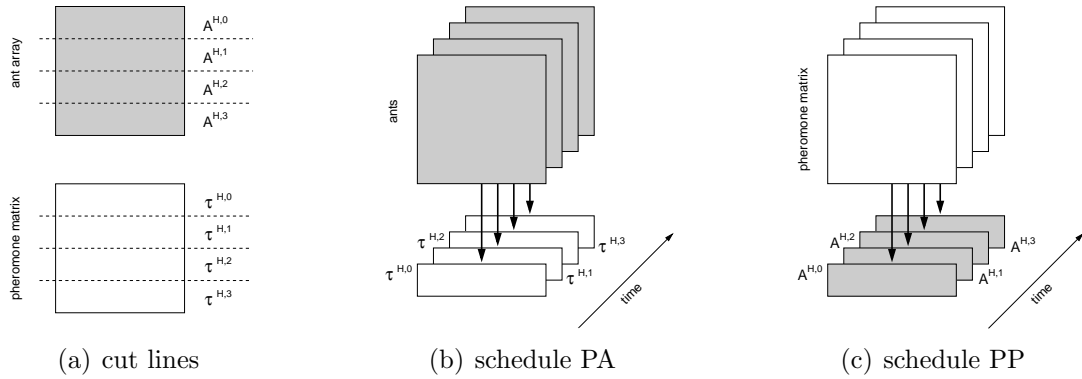 ant array
A^{H,0}
A^{H,1}
A^{H,2}
A^{H,3}
pheromone matrix
τ^{H,0}
τ^{H,1}
τ^{H,2}
τ^{H,3}
(a) cut lines
ants
τ^{H,0}
τ^{H,2}
τ^{H,1}
τ^{H,3}
time
(b) schedule PA
pheromone matrix
A^{H,0}
A^{H,2}
A^{H,1}
A^{H,3}
time
(c) schedule PP